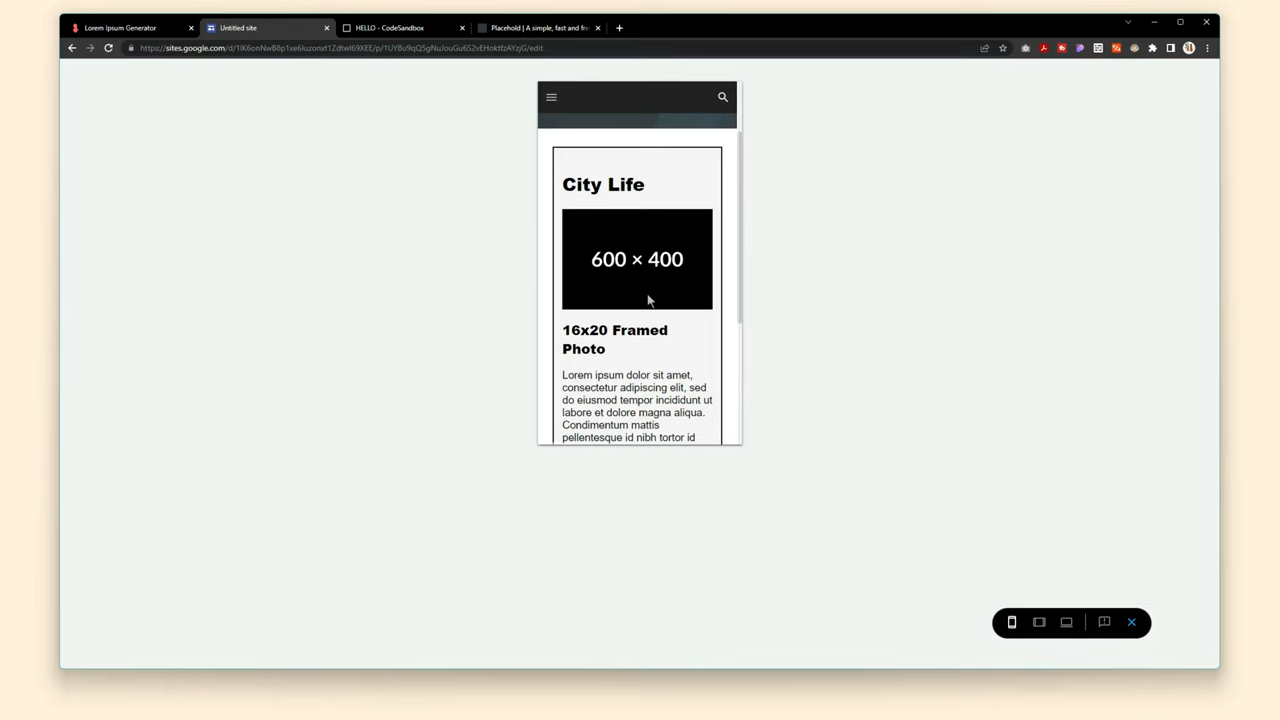 Lorem Ipsum Generator
Untitled site
HELLO - CodeSandbox
Placehold | A simple, fast and fre
City Life
600 × 400
16x20 Framed
Photo
Lorem ipsum dolor sit amet,
consectetur adipiscing elit, sed
do eiusmod tempor incididunt ut
labore et dolore magna aliqua.
Condimentum mattis
pellentesque id nibh tortor id